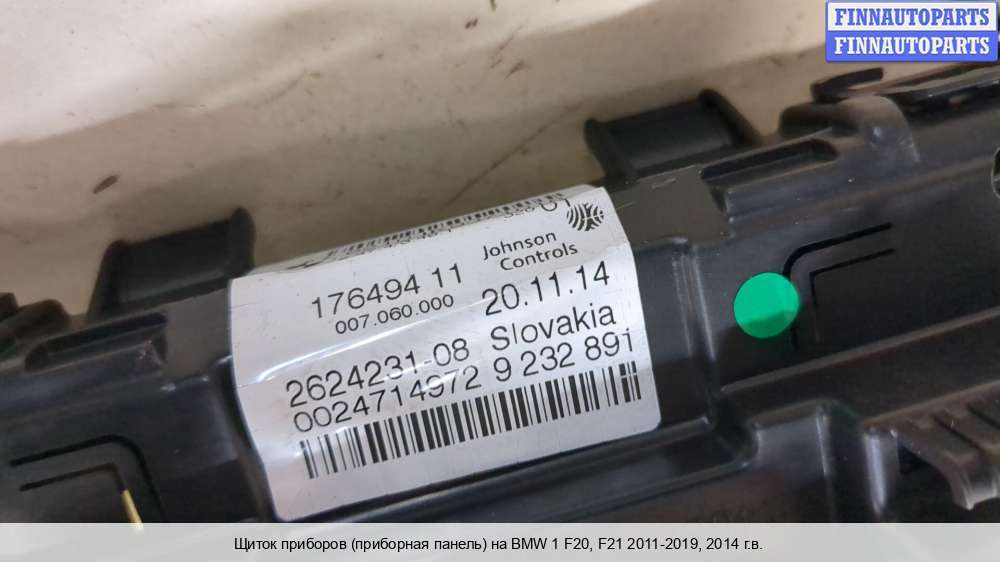 FINNAUTOPARTS
FINNAUTOPARTS
01
Johnson
Controls
176494 11
007.060.000
20.11.14
2624231-08 Slovakia
0024714972 9 232 891
Щиток приборов (приборная панель) на BMW 1 F20, F21 2011-2019, 2014 г.в.